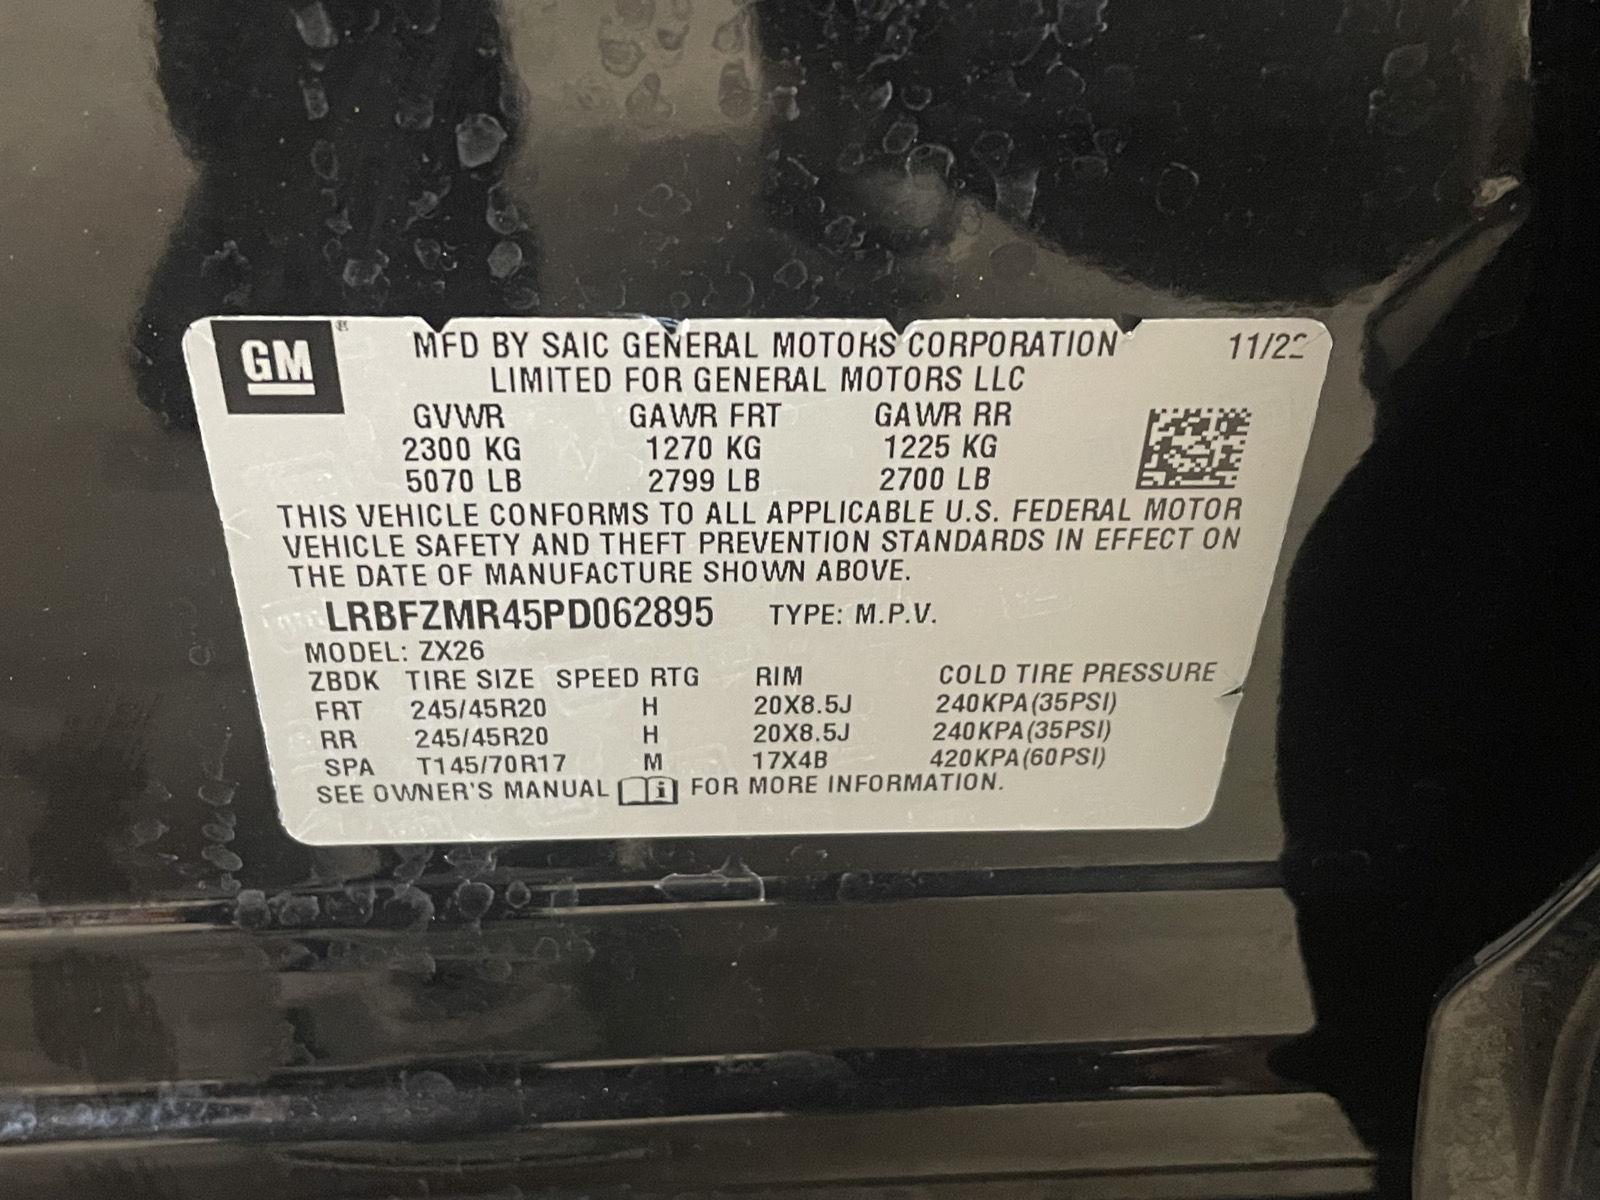 GM ®
MFD BY SAIC GENERAL MOTORS CORPORATION 11/22
LIMITED FOR GENERAL MOTORS LLC
GVWR GAWR FRT GAWR RR
2300 KG 1270 KG 1225 KG
5070 LB 2799 LB 2700 LB
THIS VEHICLE CONFORMS TO ALL APPLICABLE U.S. FEDERAL MOTOR
VEHICLE SAFETY AND THEFT PREVENTION STANDARDS IN EFFECT ON
THE DATE OF MANUFACTURE SHOWN ABOVE.
LRBFZMR45PD062895 TYPE: M.P.V.
MODEL: ZX26
ZBDK TIRE SIZE SPEED RTG RIM COLD TIRE PRESSURE
FRT 245/45R20 H 20X8.5J 240KPA(35PSI)
RR 245/45R20 H 20X8.5J 240KPA(35PSI)
SPA T145/70R17 M 17X4B 420KPA(60PSI)
SEE OWNER'S MANUAL i FOR MORE INFORMATION.